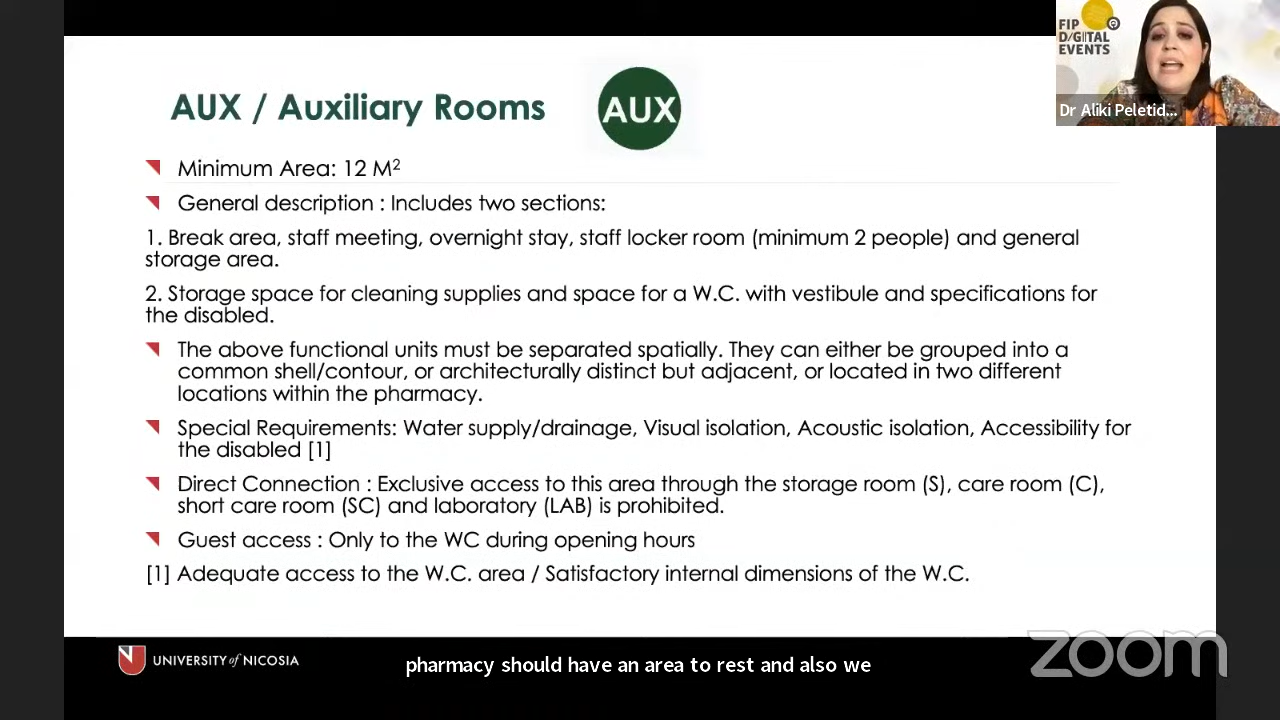 FIP
DIGITAL
EVENTS
Dr Aliki Peletid...
AUX / Auxiliary Rooms
AUX
Minimum Area: 12 M²
General description : Includes two sections:
1. Break area, staff meeting, overnight stay, staff locker room (minimum 2 people) and general
storage area.
2. Storage space for cleaning supplies and space for a W.C. with vestibule and specifications for
the disabled.
The above functional units must be separated spatially. They can either be grouped into a
common shell/contour, or architecturally distinct but adjacent, or located in two different
locations within the pharmacy.
Special Requirements: Water supply/drainage, Visual isolation, Acoustic isolation, Accessibility for
the disabled [1]
Direct Connection : Exclusive access to this area through the storage room (S), care room (C),
short care room (SC) and laboratory (LAB) is prohibited.
Guest access : Only to the WC during opening hours
[1] Adequate access to the W.C. area / Satisfactory internal dimensions of the W.C.
UNIVERSITY of NICOSIA
pharmacy should have an area to rest and also we
zoom